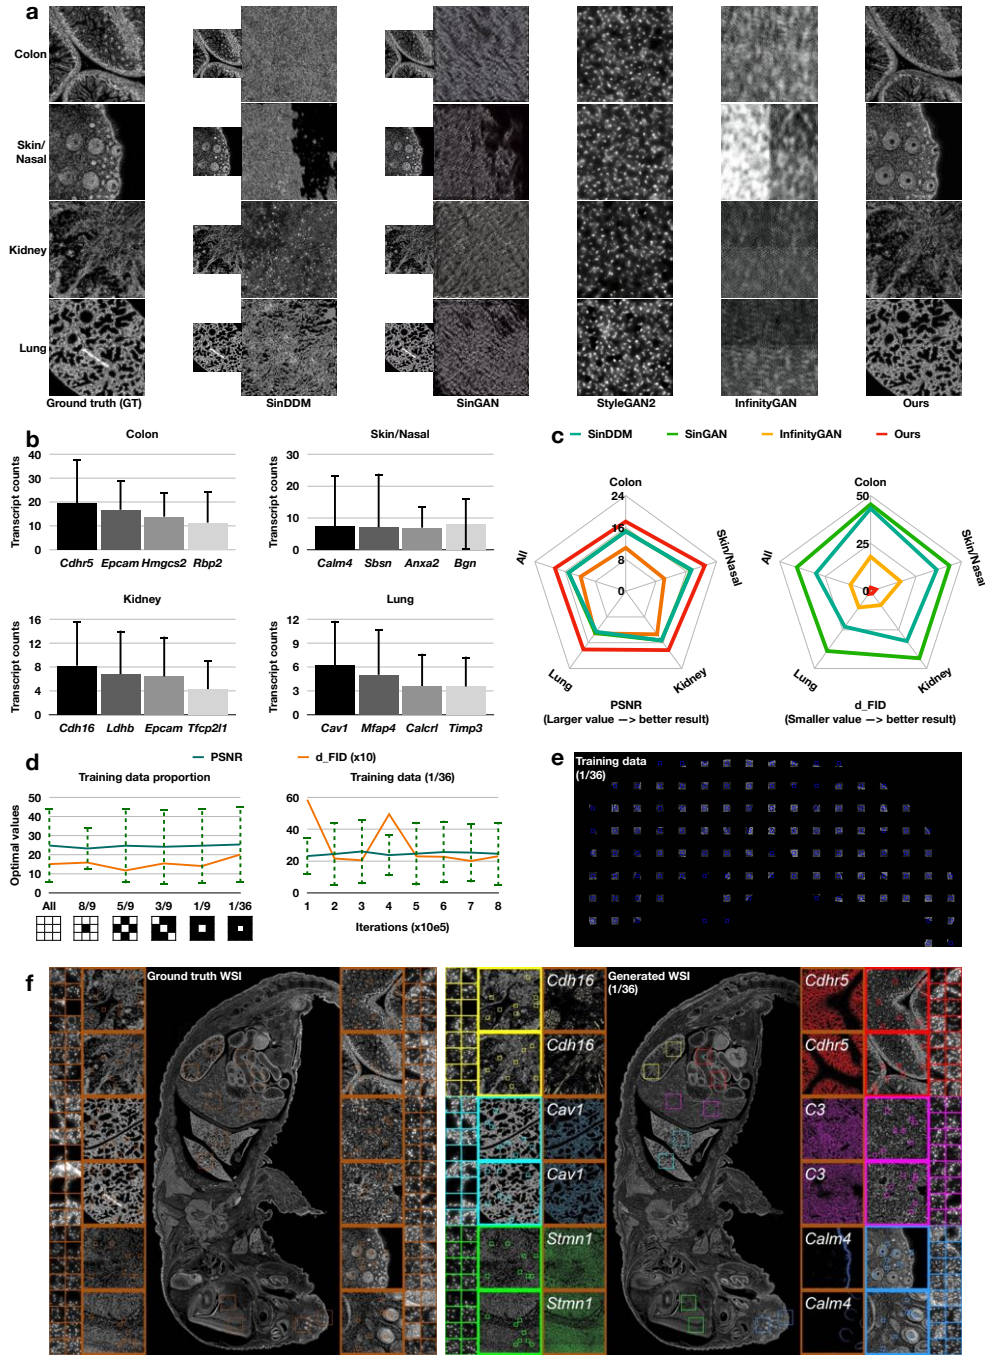 a
Colon
Skin/
Nasal
Kidney
Lung
Ground truth (GT)
SinDDM
SinGAN
StyleGAN2
InfinityGAN
Ours
b
Colon
Transcript counts
40
30
20
10
0
Cdhr5 Epcam Hmgcs2 Rbp2
Skin/Nasal
Transcript counts
30
20
10
0
Calm4 Sbsn Anxa2 Bgn
Kidney
Transcript counts
16
12
8
4
0
Cdh16 Ldhb Epcam Tfcp2l1
Lung
Transcript counts
12
9
6
3
0
Cav1 Mfap4 Calcrl Timp3
c
SinDDM SinGAN InfinityGAN Ours
Colon
24
16
8
0
All
Skin/Nasal
Lung
Kidney
PSNR
(Larger value —> better result)
Colon
50
25
0
All
Skin/Nasal
Lung
Kidney
d_FID
(Smaller value —> better result)
d
PSNR d_FID (x10)
Training data proportion
Optimal values
50
40
30
20
10
0
All 8/9 5/9 3/9 1/9 1/36
Training data (1/36)
60
40
20
0
1 2 3 4 5 6 7 8
Iterations (x10e5)
e
Training data
(1/36)
f
Ground truth WSI
Generated WSI
(1/36)
Cdh16
Cdh16
Cav1
Cav1
Stmn1
Stmn1
Cdhr5
Cdhr5
C3
C3
Calm4
Calm4